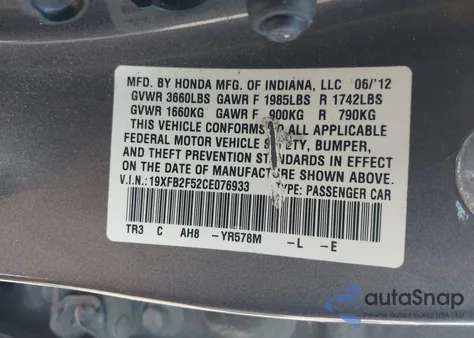 MFD. BY HONDA MFG. OF INDIANA, LLC 06/'12
GVWR 3660LBS GAWR F 1985LBS R 1742LBS
GVWR 1660KG GAWR F 900KG R 790KG
THIS VEHICLE CONFORMS TO ALL APPLICABLE
FEDERAL MOTOR VEHICLE SAFETY, BUMPER,
AND THEFT PREVENTION STANDARDS IN EFFECT
ON THE DATE OF MANUFACTURE SHOWN ABOVE.
V.I.N.: 19XFB2F52CE076933 TYPE: PASSENGER CAR
TR3 C AH8 -YR578M -L -E
autoSnap